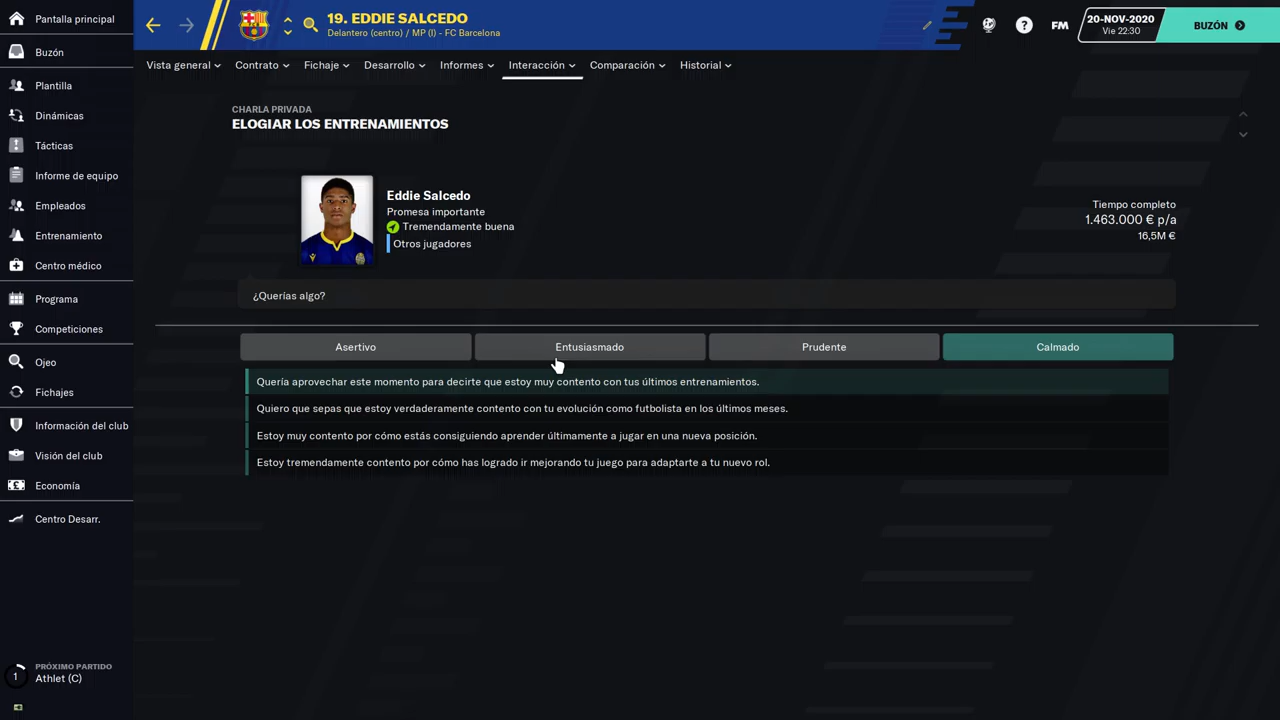 Pantalla principal
Buzón
Plantilla
Dinámicas
Tácticas
Informe de equipo
Empleados
Entrenamiento
Centro médico
Programa
Competiciones
Ojeo
Fichajes
Información del club
Visión del club
Economía
Centro Desarr.
PRÓXIMO PARTIDO
1 Athlet (C)
19. EDDIE SALCEDO
Delantero (centro) / MP (I) - FC Barcelona
? FM
20-NOV-2020
Vie 22:30
BUZÓN
Vista general Contrato Fichaje Desarrollo Informes Interacción Comparación Historial
CHARLA PRIVADA
ELOGIAR LOS ENTRENAMIENTOS
Eddie Salcedo
Promesa importante
Tremendamente buena
Otros jugadores
Tiempo completo
1.463.000 € p/a
16,5M €
¿Querías algo?
Asertivo Entusiasmado Prudente Calmado
Quería aprovechar este momento para decirte que estoy muy contento con tus últimos entrenamientos.
Quiero que sepas que estoy verdaderamente contento con tu evolución como futbolista en los últimos meses.
Estoy muy contento por cómo estás consiguiendo aprender últimamente a jugar en una nueva posición.
Estoy tremendamente contento por cómo has logrado ir mejorando tu juego para adaptarte a tu nuevo rol.